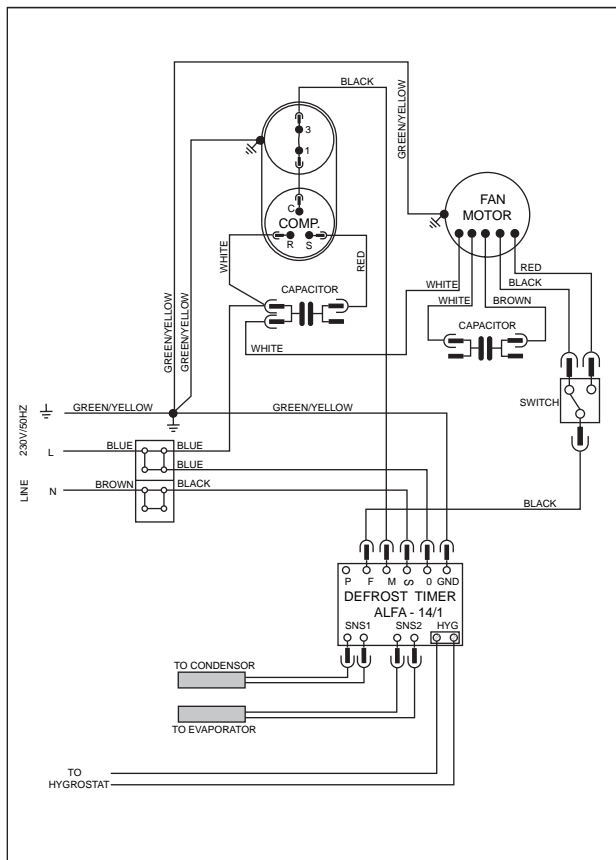 BLACK
GREEN/YELLOW
3
1
C
COMP.
R S
FAN
MOTOR
WHITE
RED
CAPACITOR
WHITE
WHITE
WHITE
BROWN
BLACK
RED
CAPACITOR
SWITCH
GREEN/YELLOW
GREEN/YELLOW
GREEN/YELLOW
GREEN/YELLOW
230V/50HZ
LINE
L
BLUE
BLUE
BLUE
N
BROWN
BLACK
BLACK
P F M S 0 GND
DEFROST TIMER
ALFA - 14/1
SNS1 SNS2 HYG
TO CONDENSOR
TO EVAPORATOR
TO
HYGROSTAT